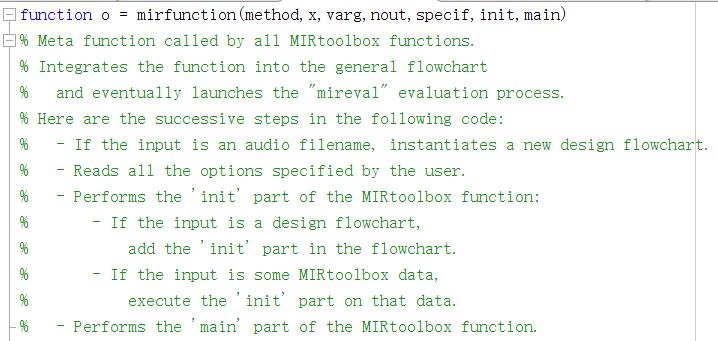 function o = mirfunction(method,x,varg,nout,specif,init,main)
% Meta function called by all MIRtoolbox functions.
% Integrates the function into the general flowchart
%   and eventually launches the "mireval" evaluation process.
% Here are the successive steps in the following code:
%   - If the input is an audio filename, instantiates a new design flowchart.
%   - Reads all the options specified by the user.
%   - Performs the 'init' part of the MIRtoolbox function:
%       - If the input is a design flowchart,
%           add the 'init' part in the flowchart.
%       - If the input is some MIRtoolbox data,
%           execute the 'init' part on that data.
%   - Performs the 'main' part of the MIRtoolbox function.